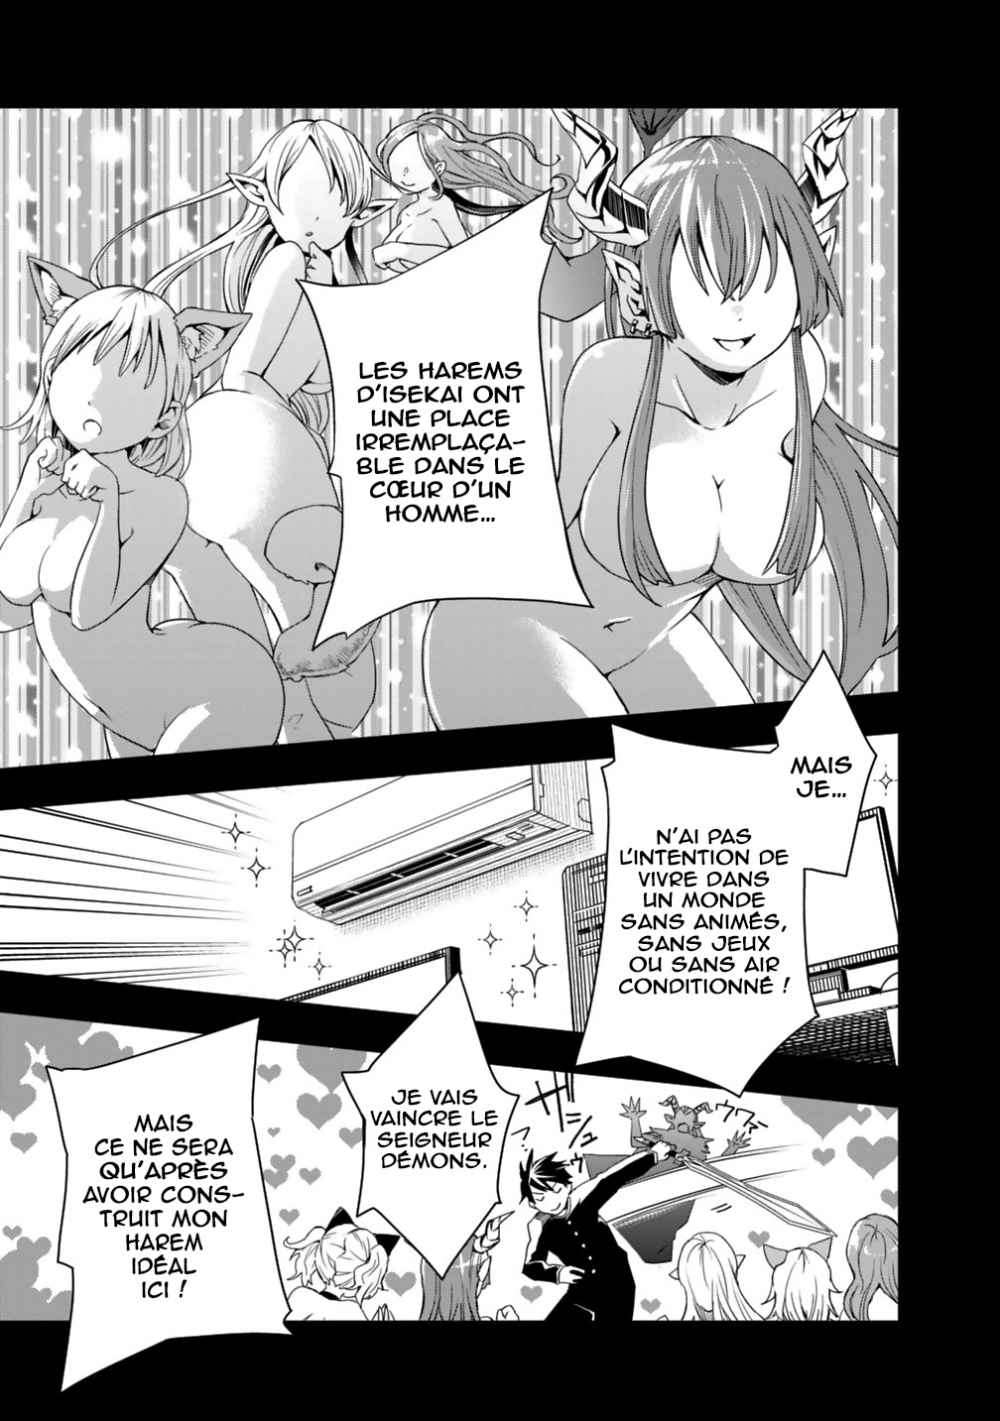 LES HAREMS
D'ISEKAI ONT
UNE PLACE
IRREMPLAÇA-
BLE DANS LE
CŒUR D'UN
HOMME...
MAIS
JE...
N'AI PAS
L'INTENTION DE
VIVRE DANS
UN MONDE
SANS ANIMÉS,
SANS JEUX
OU SANS AIR
CONDITIONNÉ !
JE VAIS
VAINCRE LE
SEIGNEUR
DÉMONS.
MAIS
CE NE SERA
QU'APRÈS
AVOIR CONS-
TRUIT MON
HAREM
IDÉAL
ICI !